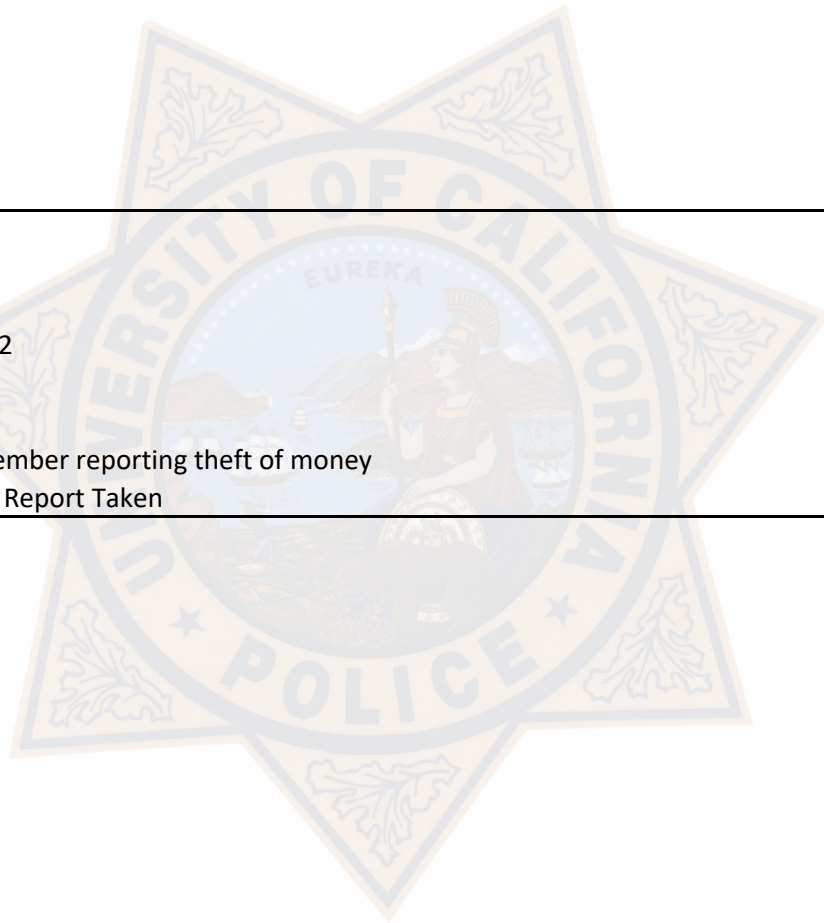 UNIVERSITY OF CALIFORNIA
EUREKA
2
ember reporting theft of money
Report Taken
POLICE